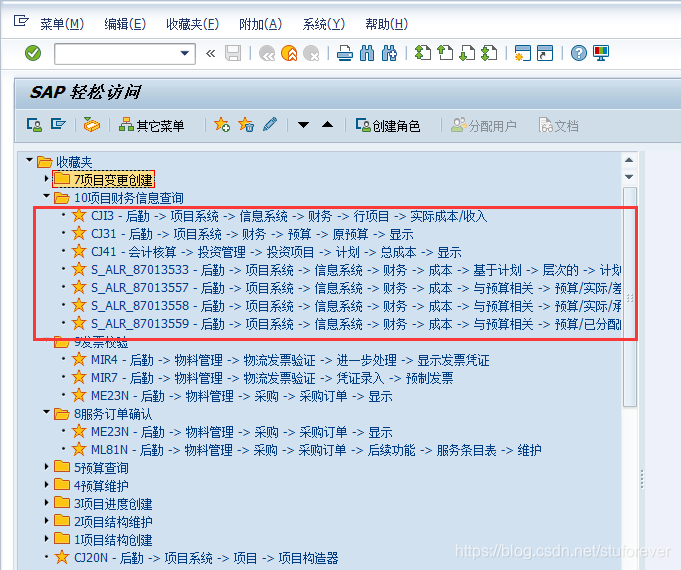 菜单(M) 编辑(E) 收藏夹(F) 附加(A) 系统(Y) 帮助(H)
SAP 轻松访问
其它菜单 创建角色 分配用户 文档
收藏夹
7项目变更创建
10项目财务信息查询
CJI3 - 后勤 -> 项目系统 -> 信息系统 -> 财务 -> 行项目 -> 实际成本/收入
CJ31 - 后勤 -> 项目系统 -> 财务 -> 预算 -> 原预算 -> 显示
CJ41 - 会计核算 -> 投资管理 -> 投资项目 -> 计划 -> 总成本 -> 显示
S_ALR_87013533 - 后勤 -> 项目系统 -> 信息系统 -> 财务 -> 成本 -> 基于计划 -> 层次的 -> 计划
S_ALR_87013557 - 后勤 -> 项目系统 -> 信息系统 -> 财务 -> 成本 -> 与预算相关 -> 预算/实际/差
S_ALR_87013558 - 后勤 -> 项目系统 -> 信息系统 -> 财务 -> 成本 -> 与预算相关 -> 预算/实际/承
S_ALR_87013559 - 后勤 -> 项目系统 -> 信息系统 -> 财务 -> 成本 -> 与预算相关 -> 预算/已分配
9发票校验
MIR4 - 后勤 -> 物料管理 -> 物流发票验证 -> 进一步处理 -> 显示发票凭证
MIR7 - 后勤 -> 物料管理 -> 物流发票验证 -> 凭证录入 -> 预制发票
ME23N - 后勤 -> 物料管理 -> 采购 -> 采购订单 -> 显示
8服务订单确认
ME23N - 后勤 -> 物料管理 -> 采购 -> 采购订单 -> 显示
ML81N - 后勤 -> 物料管理 -> 采购 -> 采购订单 -> 后续功能 -> 服务条目表 -> 维护
5预算查询
4预算维护
3项目进度创建
2项目结构维护
1项目结构创建
CJ20N - 后勤 -> 项目系统 -> 项目 -> 项目构造器
https://blog.csdn.net/stuforever